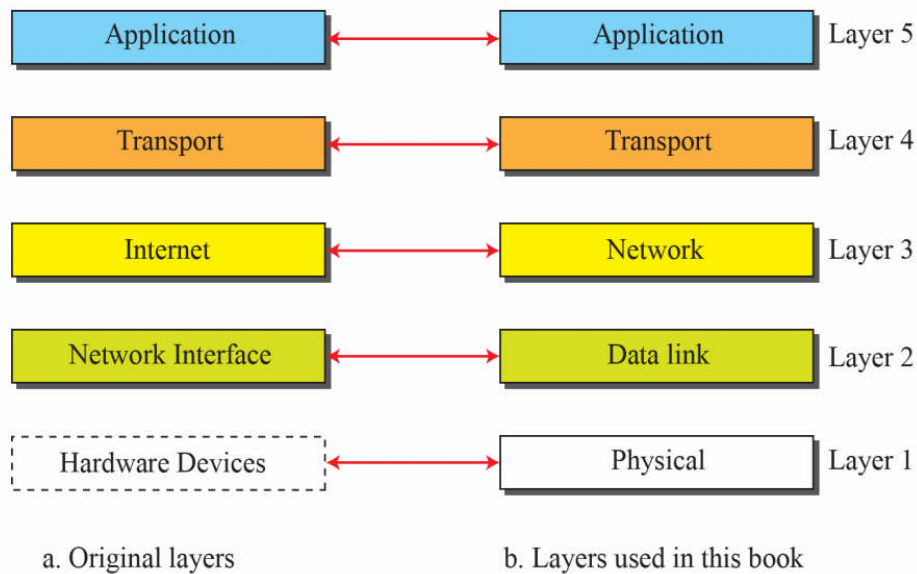 Application Application Layer 5
Transport Transport Layer 4
Internet Network Layer 3
Network Interface Data link Layer 2
Hardware Devices Physical Layer 1
a. Original layers b. Layers used in this book